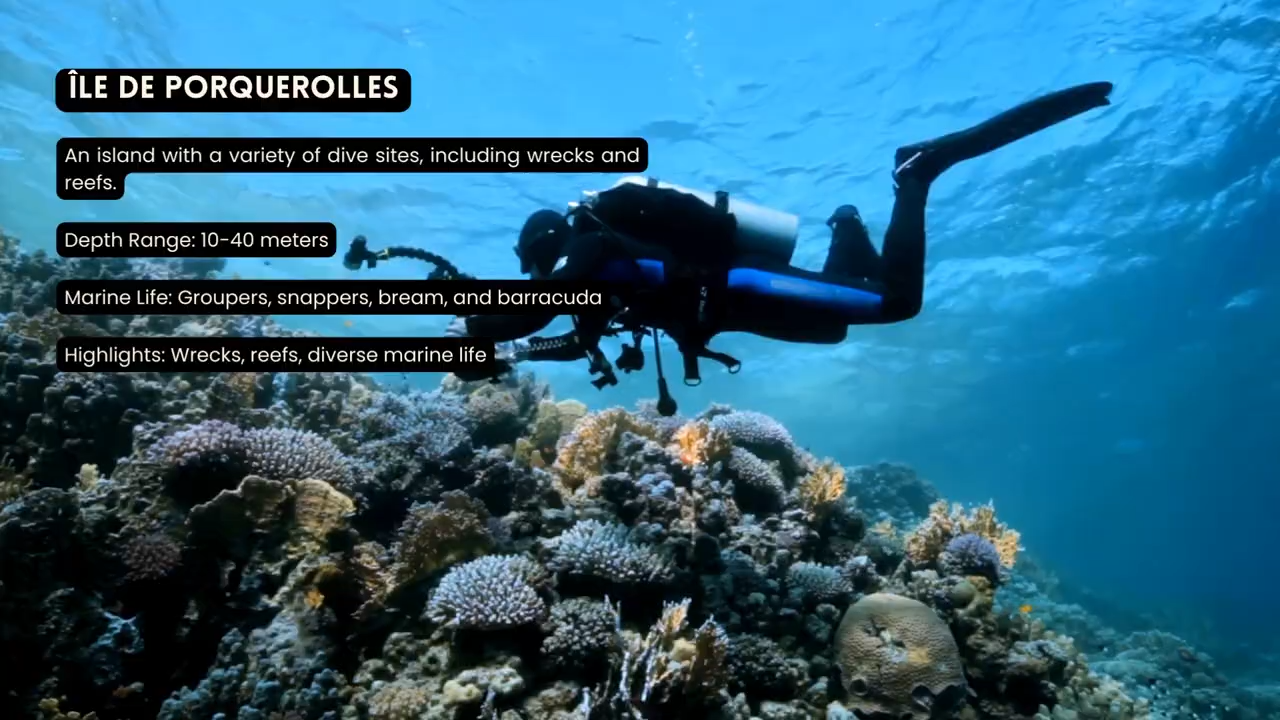 ÎLE DE PORQUEROLLES
An island with a variety of dive sites, including wrecks and
reefs.
Depth Range: 10-40 meters
Marine Life: Groupers, snappers, bream, and barracuda
Highlights: Wrecks, reefs, diverse marine life